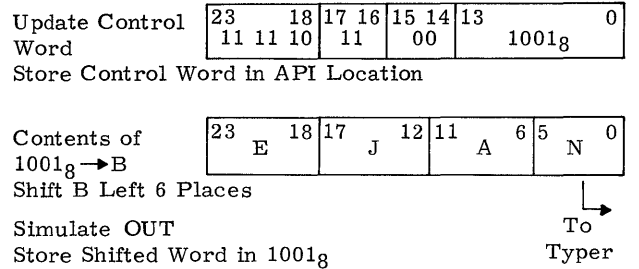 Update Control Word
23 18 17 16 15 14 13 0
11 11 10 11 00 1001₈
Store Control Word in API Location
Contents of 1001₈→B
23 18 17 12 11 6 5 0
E J A N
Shift B Left 6 Places
To Typer
Simulate OUT
Store Shifted Word in 1001₈